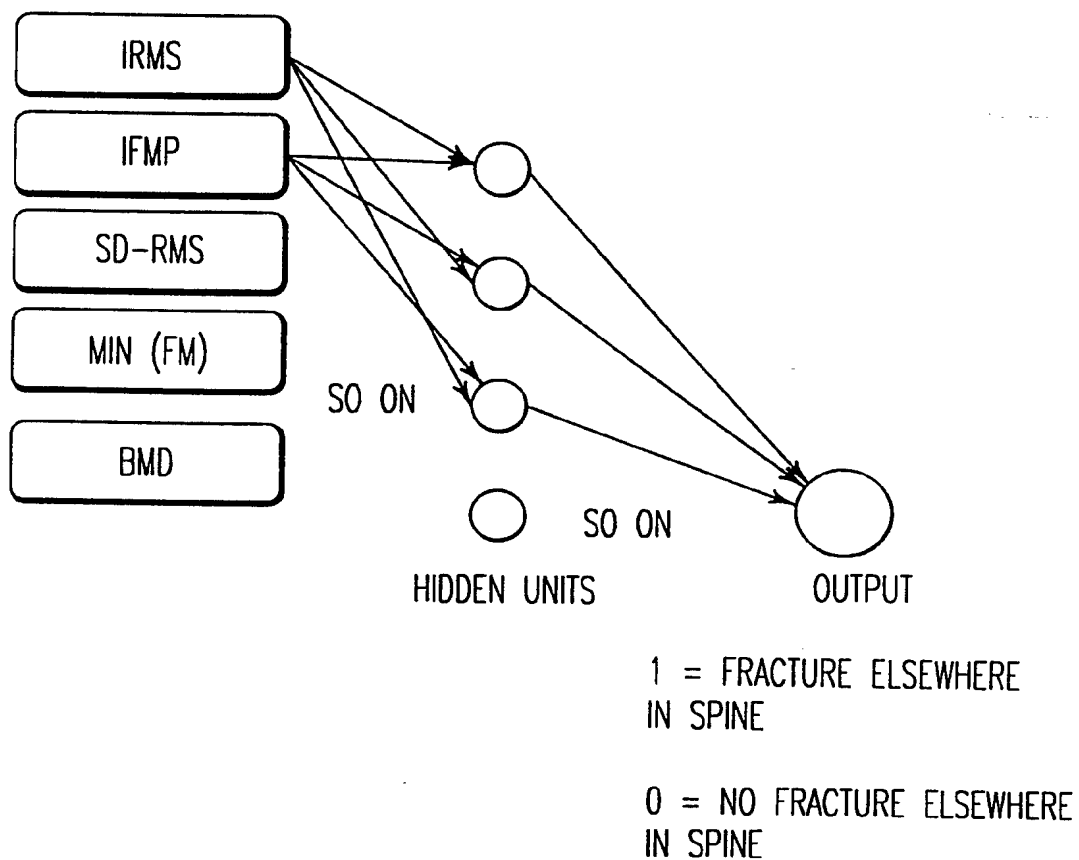 IRMS
IFMP
SD-RMS
MIN (FM)
BMD
SO ON
SO ON
HIDDEN UNITS
OUTPUT
1 = FRACTURE ELSEWHERE
IN SPINE
0 = NO FRACTURE ELSEWHERE
IN SPINE